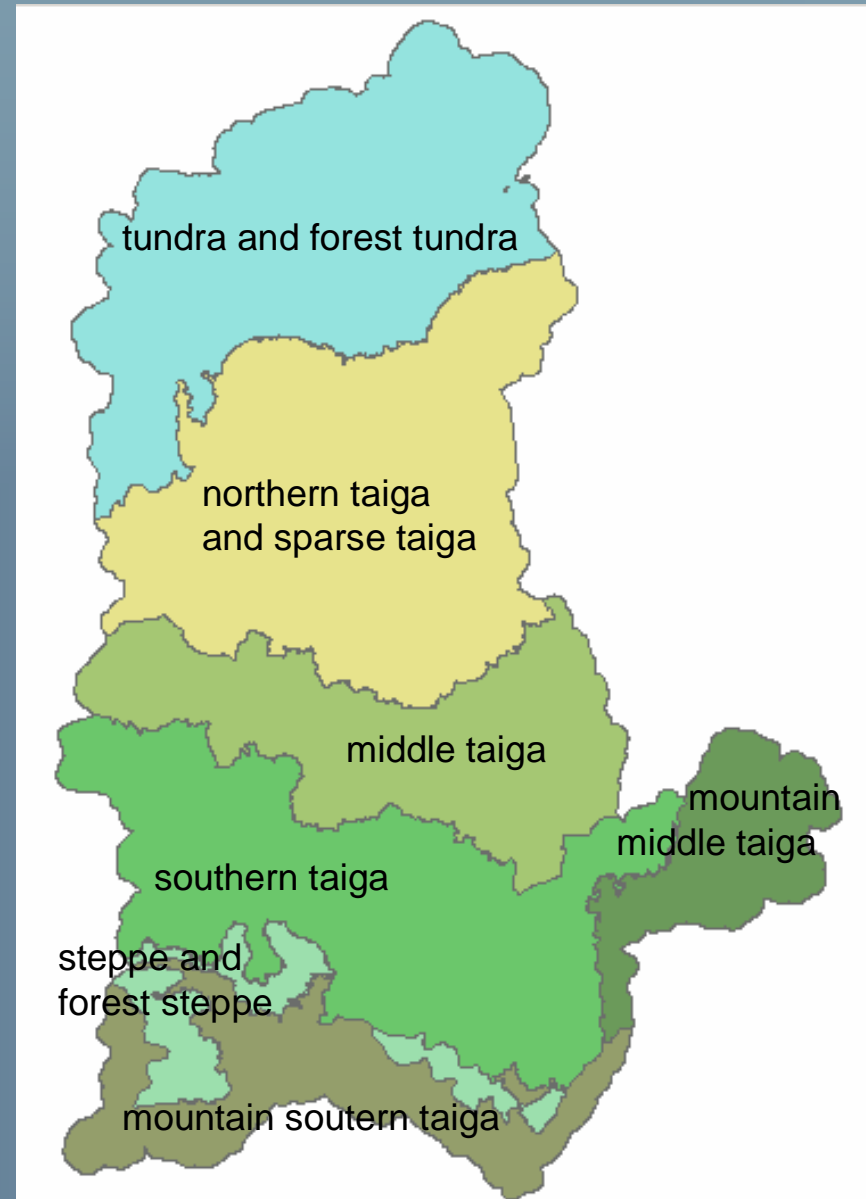 tundra and forest tundra
northern taiga
and sparse taiga
middle taiga
mountain
middle taiga
southern taiga
steppe and
forest steppe
mountain soutern taiga